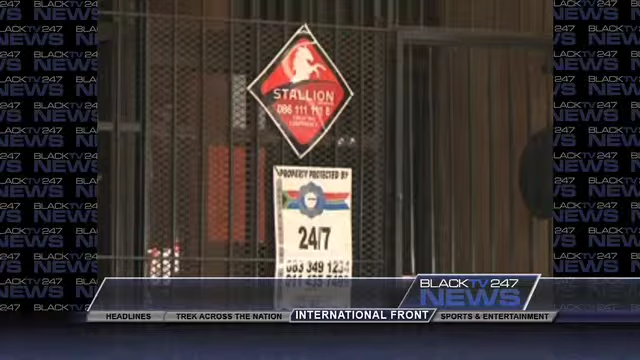 STALLION
086 111 111 8
PROPERTY PROTECTED BY
24/7
083 349 1234
BLACKTV247
NEWS
HEADLINES
TREK ACROSS THE NATION
INTERNATIONAL FRONT
SPORTS & ENTERTAINMENT